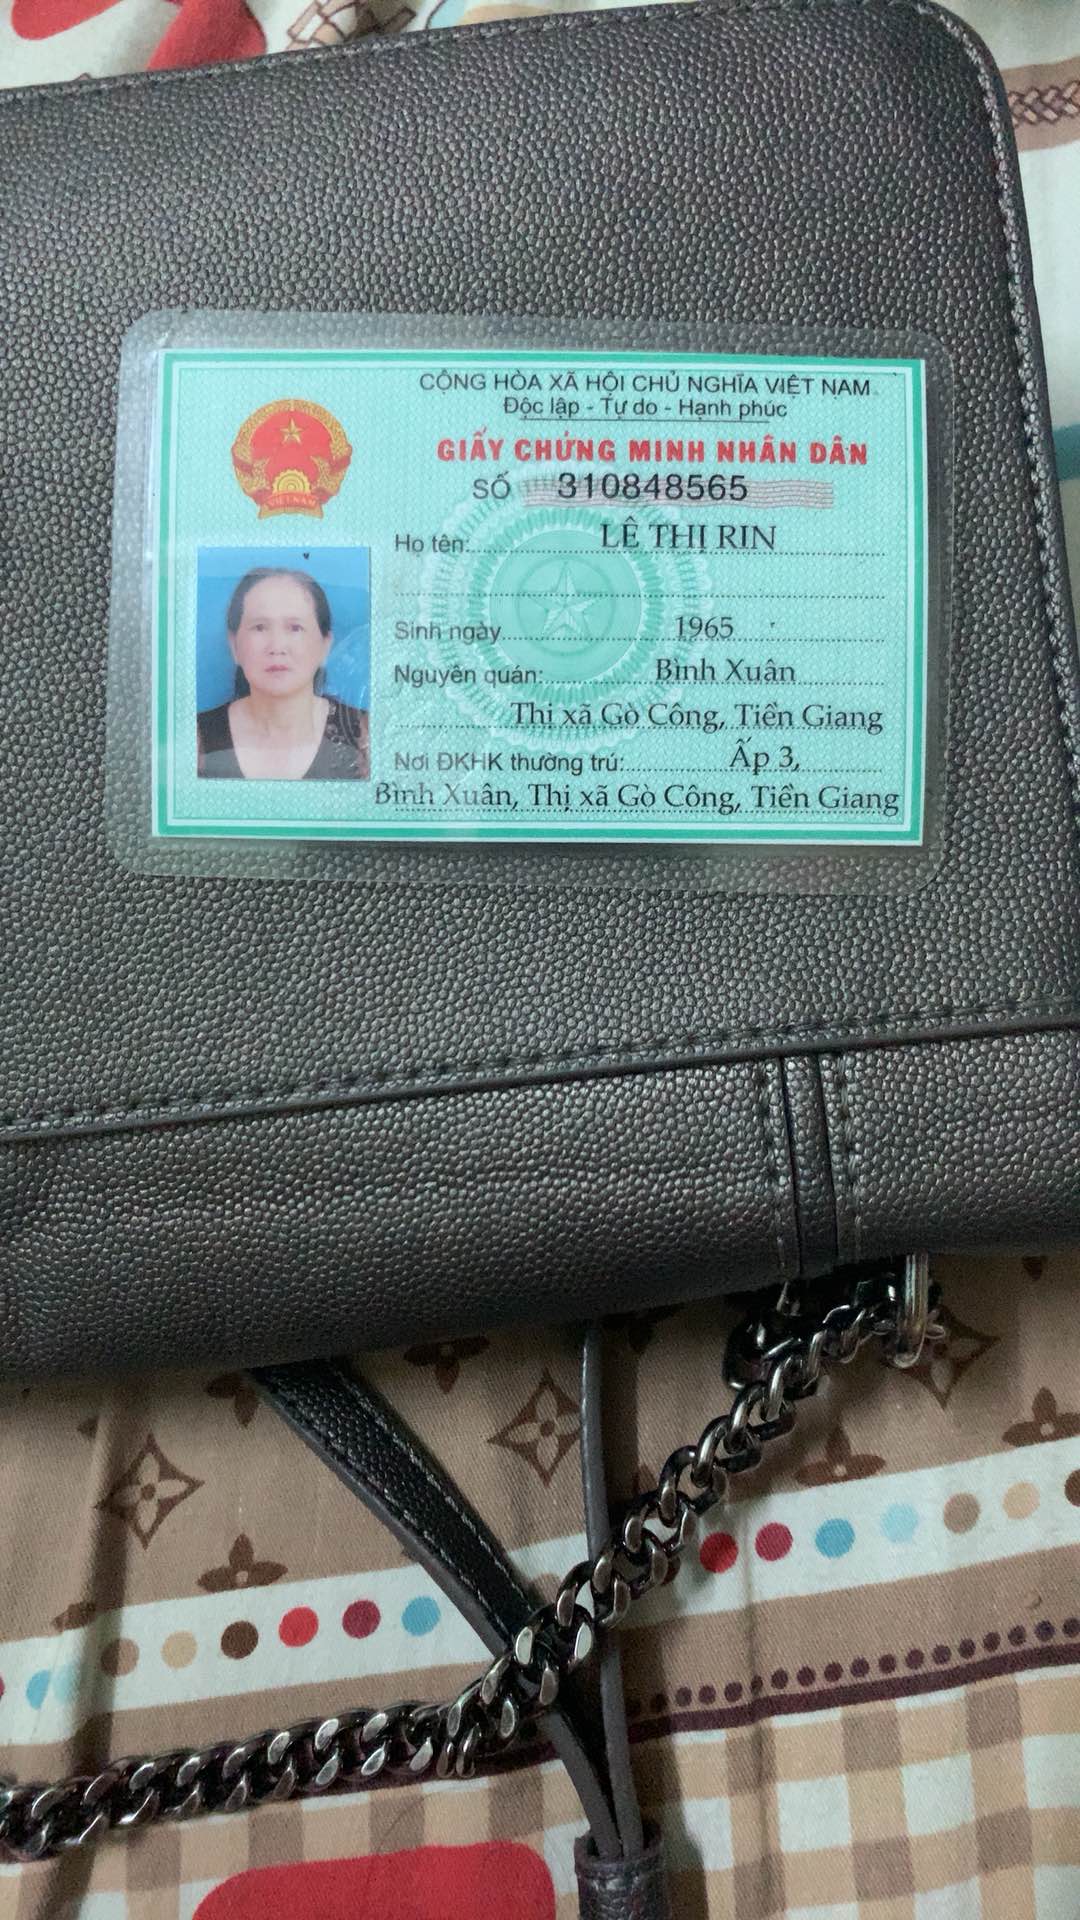 CỘNG HÒA XÃ HỘI CHỦ NGHĨA VIỆT NAM
Độc lập - Tự do - Hạnh phúc
GIẤY CHỨNG MINH NHÂN DÂN
SỐ 310848565
Họ tên: LÊ THỊ RIN
Sinh ngày 1965
Nguyên quán: Bình Xuân
Thị xã Gò Công, Tiền Giang
Nơi ĐKHK thường trú: Ấp 3,
Bình Xuân, Thị xã Gò Công, Tiền Giang
VIỆT NAM